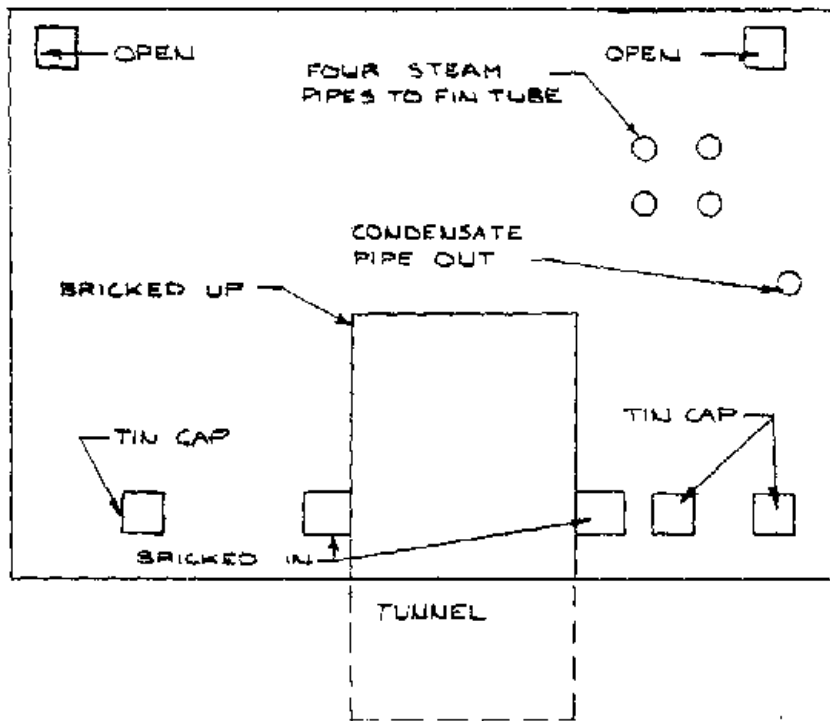 OPEN
OPEN
FOUR STEAM
PIPES TO FIN TUBE
CONDENSATE
PIPE OUT
BRICKED UP
TIN CAP
TIN CAP
BRICKED IN
TUNNEL